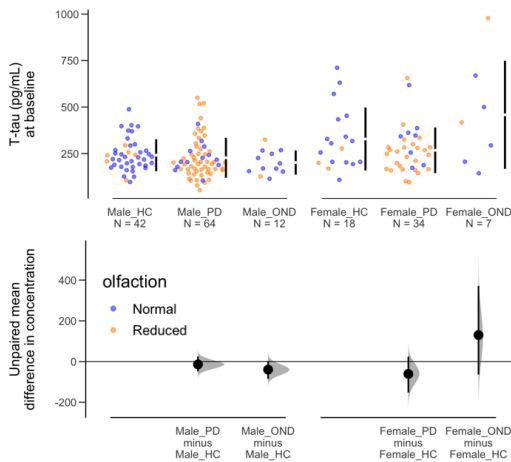 T-tau (pg/mL)
at baseline
1000
750
500
250
Male_HC
N = 42
Male_PD
N = 64
Male_OND
N = 12
Female_HC
N = 18
Female_PD
N = 34
Female_OND
N = 7
Unpaired mean
difference in concentration
400
200
0
-200
olfaction
Normal
Reduced
Male_PD
minus
Male_HC
Male_OND
minus
Male_HC
Female_PD
minus
Female_HC
Female_OND
minus
Female_HC